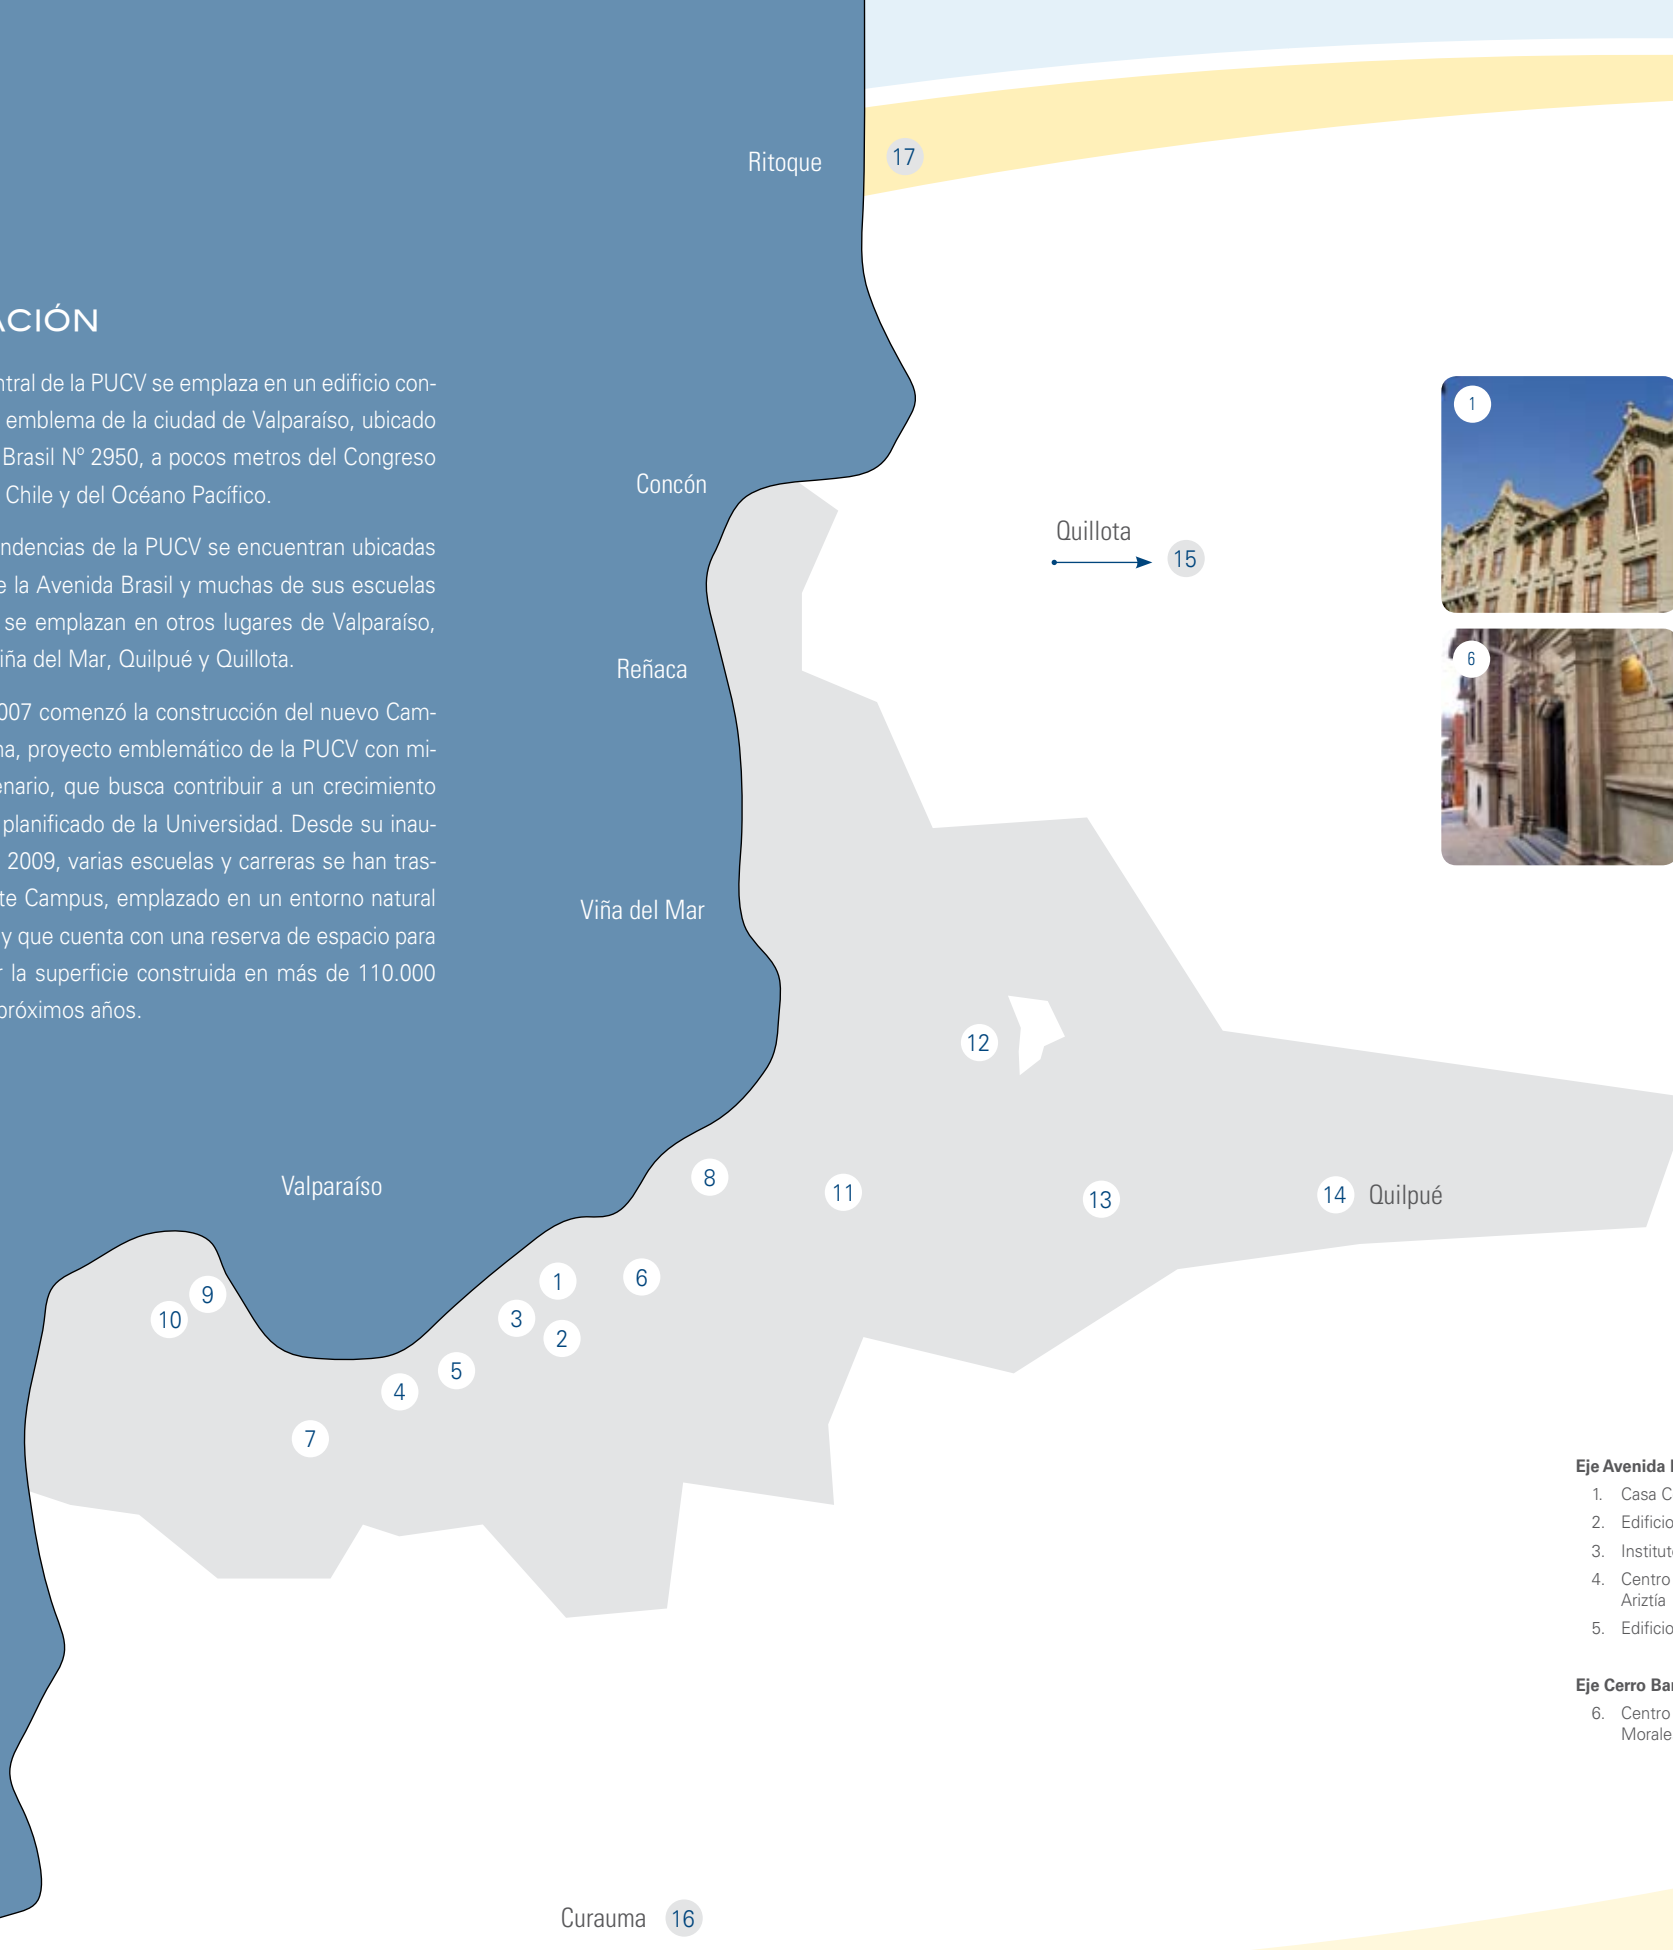 ACIÓN
ntral de la PUCV se emplaza en un edificio con-
emblema de la ciudad de Valparaíso, ubicado
Brasil Nº 2950, a pocos metros del Congreso
Chile y del Océano Pacífico.
ndencias de la PUCV se encuentran ubicadas
e la Avenida Brasil y muchas de sus escuelas
se emplazan en otros lugares de Valparaíso,
iña del Mar, Quilpué y Quillota.
007 comenzó la construcción del nuevo Cam-
na, proyecto emblemático de la PUCV con mi-
enario, que busca contribuir a un crecimiento
planificado de la Universidad. Desde su inau-
2009, varias escuelas y carreras se han tras-
te Campus, emplazado en un entorno natural
y que cuenta con una reserva de espacio para
r la superficie construida en más de 110.000
próximos años.
Ritoque
17
Concón
Quillota
15
Reñaca
Viña del Mar
Valparaíso
1
6
12
8
11
13
14 Quilpué
9
10
1
6
3
2
5
4
7
Curauma 16
Eje Avenida B
1. Casa C
2. Edificio
3. Institut
4. Centro
Ariztía
5. Edificio
Eje Cerro Bar
6. Centro
Morale